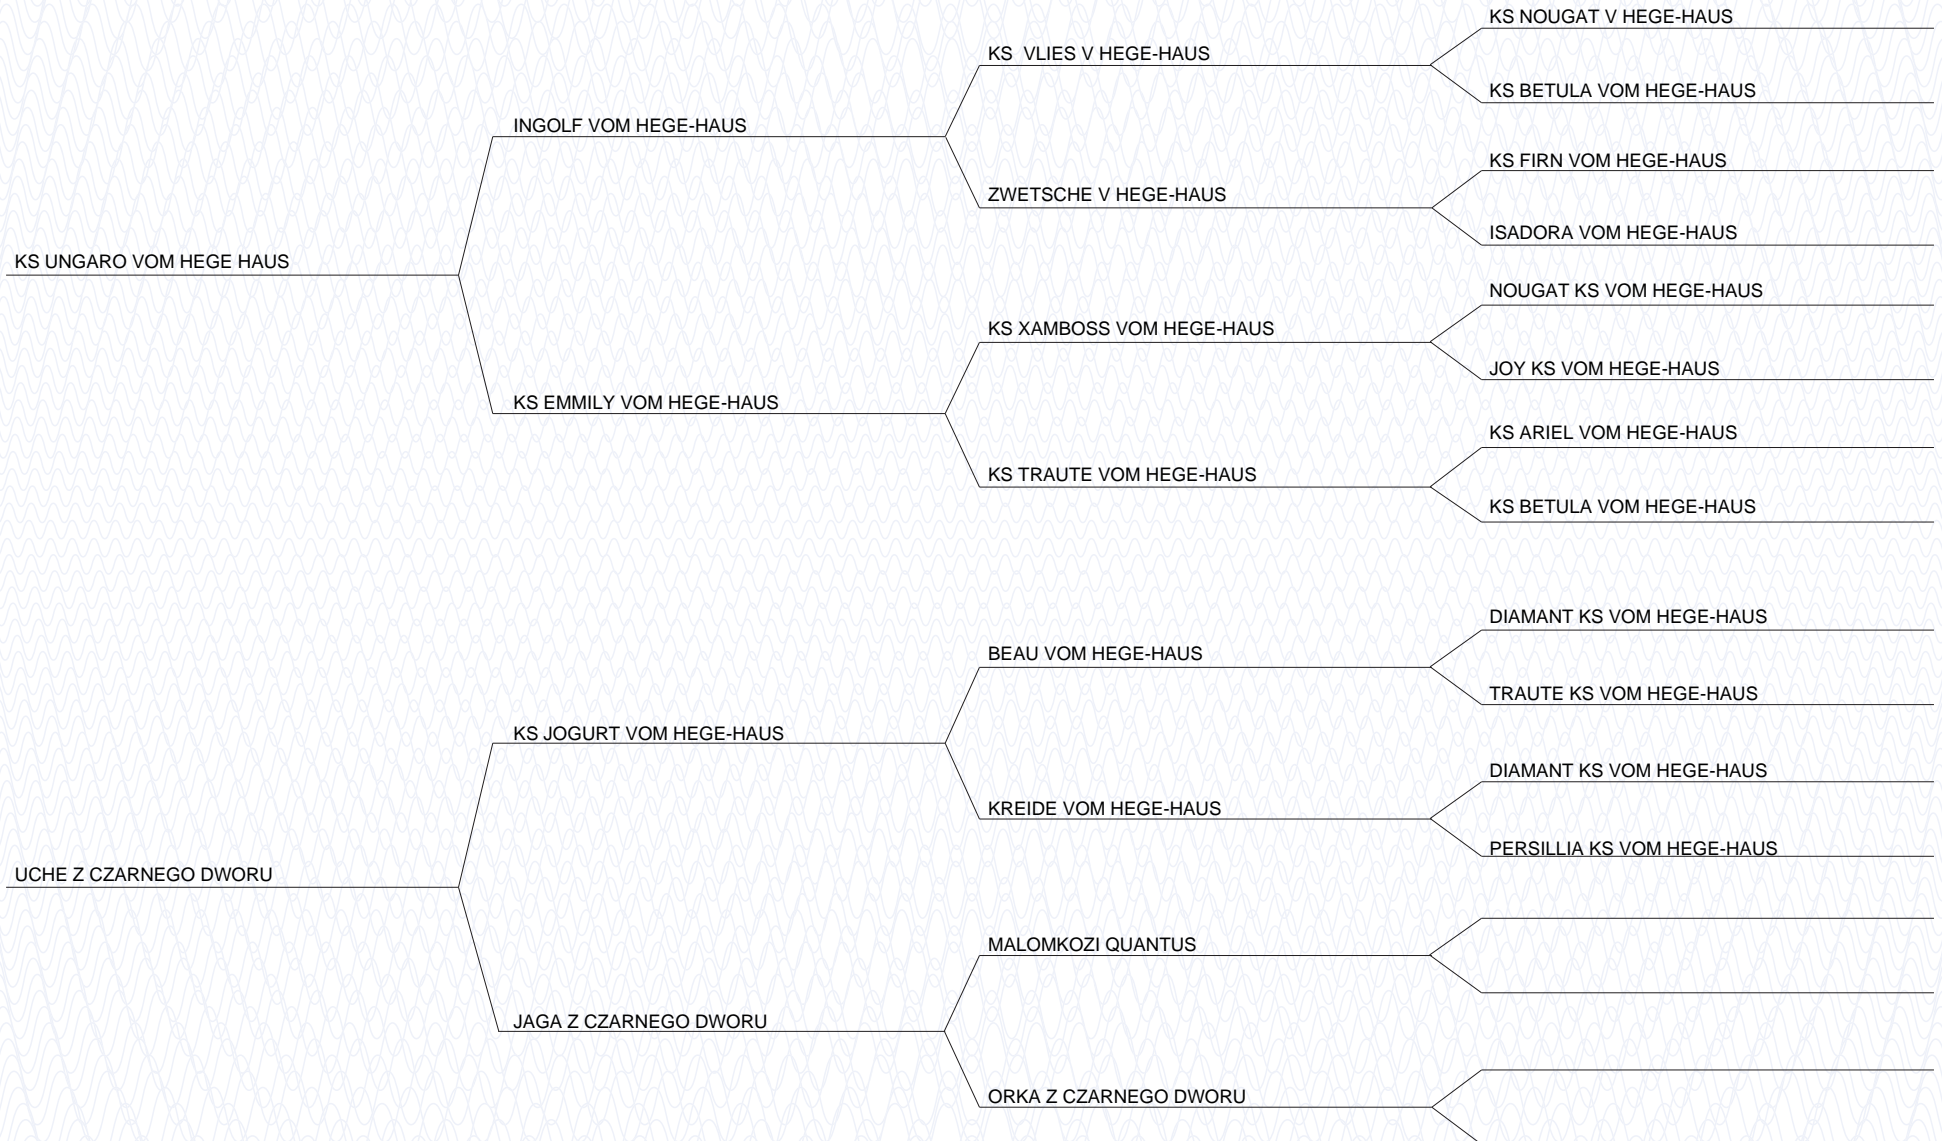 KS NOUGAT V HEGE-HAUS
KS VLIES V HEGE-HAUS
KS BETULA VOM HEGE-HAUS
INGOLF VOM HEGE-HAUS
KS FIRN VOM HEGE-HAUS
ZWETSCHE V HEGE-HAUS
ISADORA VOM HEGE-HAUS
KS UNGARO VOM HEGE HAUS
NOUGAT KS VOM HEGE-HAUS
KS XAMBOSS VOM HEGE-HAUS
JOY KS VOM HEGE-HAUS
KS EMMILY VOM HEGE-HAUS
KS ARIEL VOM HEGE-HAUS
KS TRAUTE VOM HEGE-HAUS
KS BETULA VOM HEGE-HAUS
DIAMANT KS VOM HEGE-HAUS
BEAU VOM HEGE-HAUS
TRAUTE KS VOM HEGE-HAUS
KS JOGURT VOM HEGE-HAUS
DIAMANT KS VOM HEGE-HAUS
KREIDE VOM HEGE-HAUS
PERSILLIA KS VOM HEGE-HAUS
UCHE Z CZARNEGO DWORU
MALOMKOZI QUANTUS
JAGA Z CZARNEGO DWORU
ORKA Z CZARNEGO DWORU